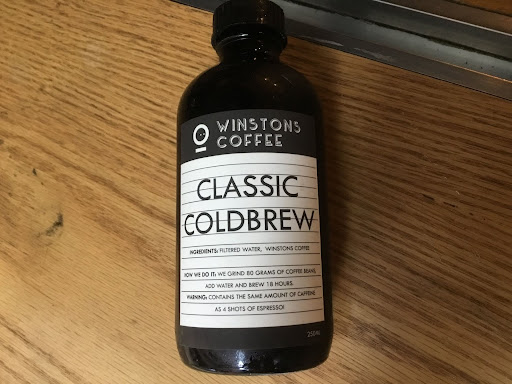 WINSTONS
COFFEE
CLASSIC
COLDBREW
INGREDIENTS: FILTERED WATER, WINSTONS COFFEE
HOW WE DO IT: WE GRIND 80 GRAMS OF COFFEE BEANS,
ADD WATER AND BREW 18 HOURS.
WARNING: CONTAINS THE SAME AMOUNT OF CAFFEINE
AS 4 SHOTS OF ESPRESSO!
250ML